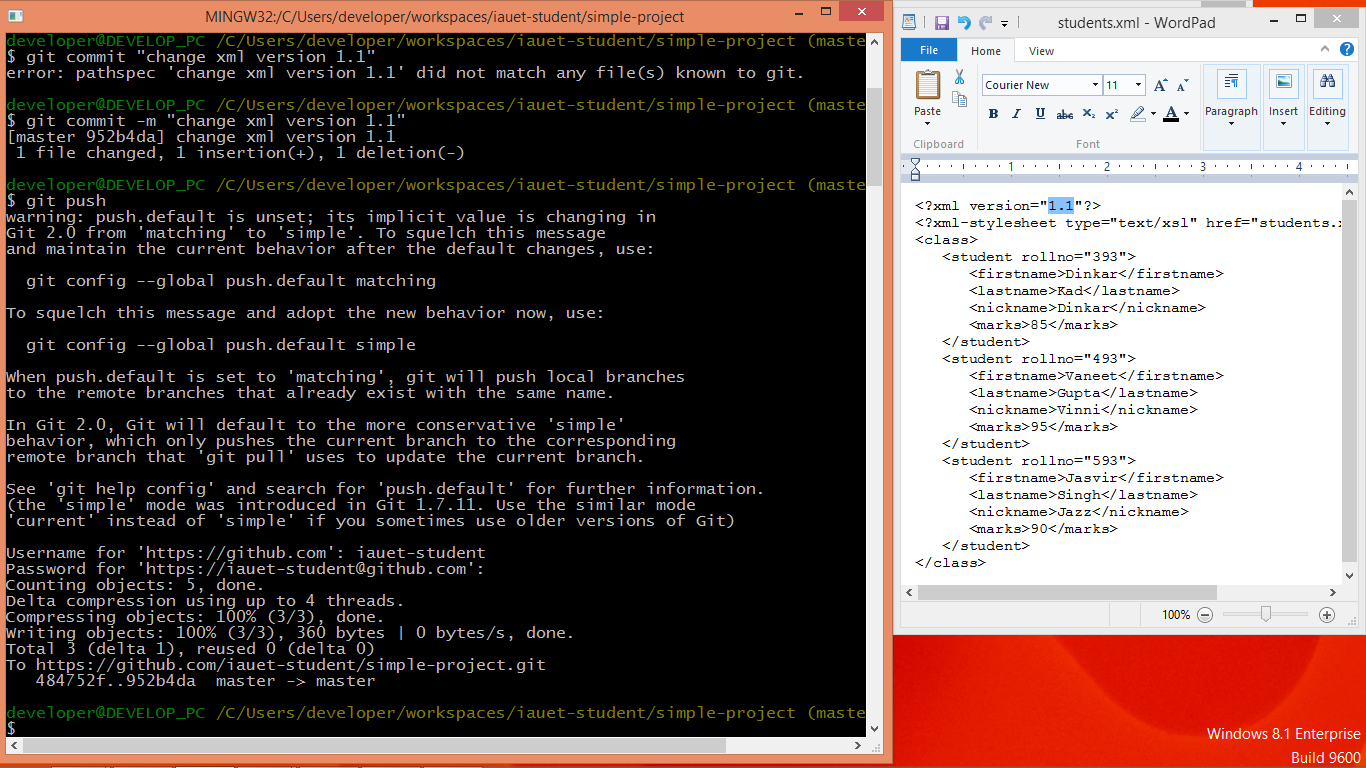 MINGW32:/C/Users/developer/workspaces/iauet-student/simple-project
developer@DEVELOP_PC /C/Users/developer/workspaces/iauet-student/simple-project (maste
$ git commit "change xml version 1.1"
error: pathspec 'change xml version 1.1' did not match any file(s) known to git.
developer@DEVELOP_PC /C/Users/developer/workspaces/iauet-student/simple-project (maste
$ git commit -m "change xml version 1.1"
[master 952b4da] change xml version 1.1
1 file changed, 1 insertion(+), 1 deletion(-)
developer@DEVELOP_PC /C/Users/developer/workspaces/iauet-student/simple-project (maste
$ git push
warning: push.default is unset; its implicit value is changing in
Git 2.0 from 'matching' to 'simple'. To squelch this message
and maintain the current behavior after the default changes, use:
git config --global push.default matching
To squelch this message and adopt the new behavior now, use:
git config --global push.default simple
When push.default is set to 'matching', git will push local branches
to the remote branches that already exist with the same name.
In Git 2.0, Git will default to the more conservative 'simple'
behavior, which only pushes the current branch to the corresponding
remote branch that 'git pull' uses to update the current branch.
See 'git help config' and search for 'push.default' for further information.
(the 'simple' mode was introduced in Git 1.7.11. Use the similar mode
'current' instead of 'simple' if you sometimes use older versions of Git)
Username for 'https://github.com': iauet-student
Password for 'https://iauet-student@github.com':
Counting objects: 5, done.
Delta compression using up to 4 threads.
Compressing objects: 100% (3/3), done.
Writing objects: 100% (3/3), 360 bytes | 0 bytes/s, done.
Total 3 (delta 1), reused 0 (delta 0)
To https://github.com/iauet-student/simple-project.git
484752f..952b4da master -> master
developer@DEVELOP_PC /C/Users/developer/workspaces/iauet-student/simple-project (maste
$
students.xml - WordPad
File Home View
Courier New 11
Paste
B I U abc X₂ X² A
Paragraph Insert Editing
Clipboard Font
1 2 3 4
<?xml version="1.1"?>
<?xml-stylesheet type="text/xsl" href="students.x
<class>
<student rollno="393">
<firstname>Dinkar</firstname>
<lastname>Kad</lastname>
<nickname>Dinkar</nickname>
<marks>85</marks>
</student>
<student rollno="493">
<firstname>Vaneet</firstname>
<lastname>Gupta</lastname>
<nickname>Vinni</nickname>
<marks>95</marks>
</student>
<student rollno="593">
<firstname>Jasvir</firstname>
<lastname>Singh</lastname>
<nickname>Jazz</nickname>
<marks>90</marks>
</student>
</class>
100%
Windows 8.1 Enterprise
Build 9600